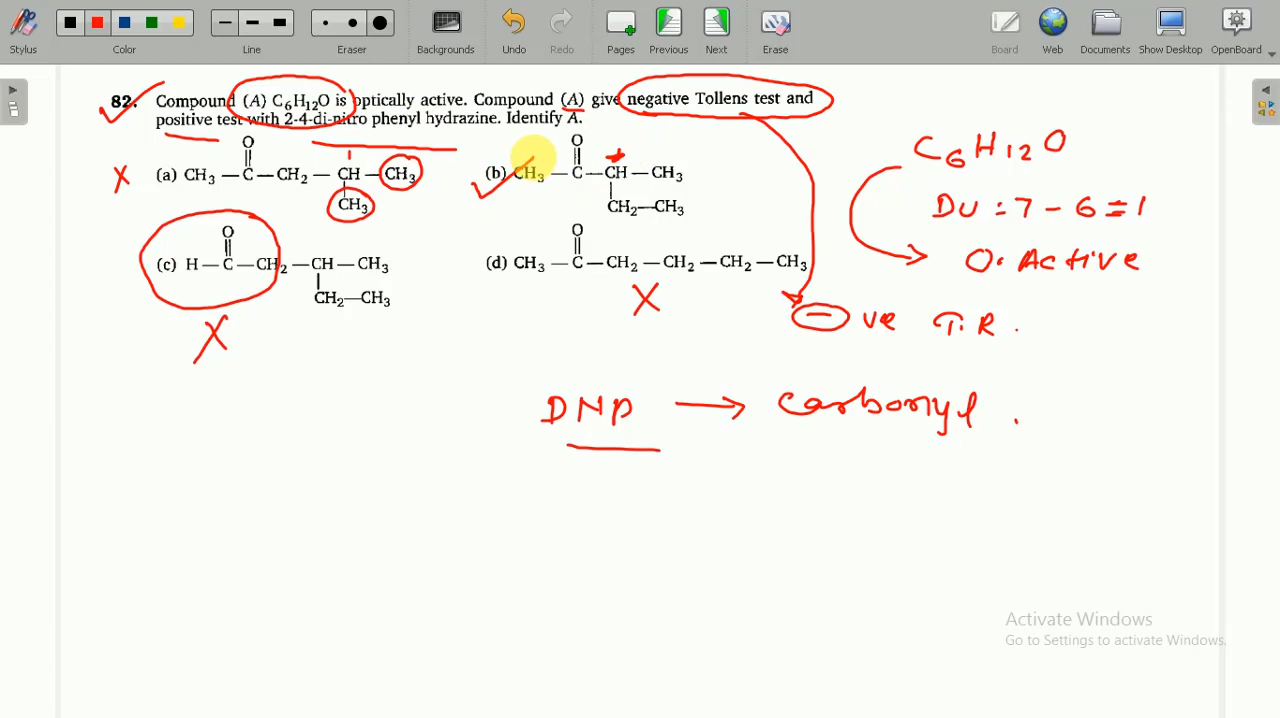 Stylus Color Line Eraser Backgrounds Undo Redo Pages Previous Next Erase Board Web Documents Show Desktop OpenBoard
82. Compound (A) C₆H₁₂O is optically active. Compound (A) give negative Tollens test and
positive test with 2-4-di-nitro phenyl hydrazine. Identify A.
(a) CH₃ — C — CH₂ — CH — CH₃
O
CH₃
(b) CH₃ — C — CH — CH₃
O
CH₂—CH₃
(c) H — C — CH₂ — CH — CH₃
O
CH₂—CH₃
(d) CH₃ — C — CH₂ — CH₂ — CH₂ — CH₃
O
C₆H₁₂O
DU = 7 - 6 = 1
O. Active
- ve T.R.
DNP → carbonyl.
Activate Windows
Go to Settings to activate Windows.